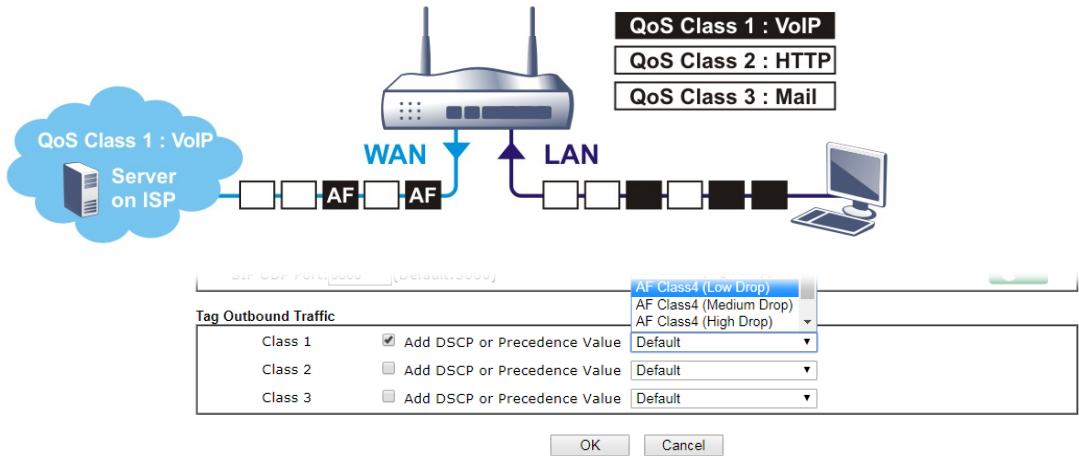 QoS Class 1 : VoIP
QoS Class 2 : HTTP
QoS Class 3 : Mail
QoS Class 1 : VoIP
Server
on ISP
WAN
LAN
AF
AF
AF Class4 (Low Drop)
AF Class4 (Medium Drop)
AF Class4 (High Drop)
Tag Outbound Traffic
Class 1 Add DSCP or Precedence Value Default
Class 2 Add DSCP or Precedence Value Default
Class 3 Add DSCP or Precedence Value Default
OK Cancel